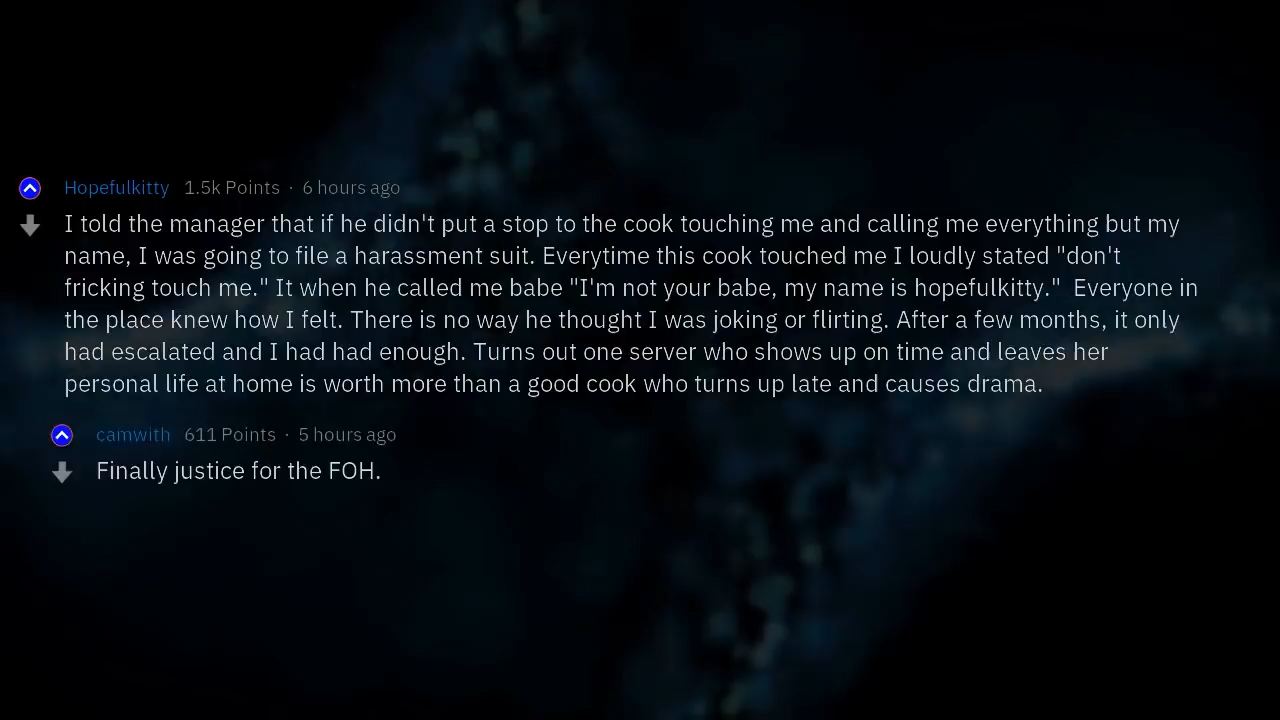 Hopefulkitty 1.5k Points · 6 hours ago
I told the manager that if he didn't put a stop to the cook touching me and calling me everything but my
name, I was going to file a harassment suit. Everytime this cook touched me I loudly stated "don't
fricking touch me." It when he called me babe "I'm not your babe, my name is hopefulkitty."  Everyone in
the place knew how I felt. There is no way he thought I was joking or flirting. After a few months, it only
had escalated and I had had enough. Turns out one server who shows up on time and leaves her
personal life at home is worth more than a good cook who turns up late and causes drama.
camwith 611 Points · 5 hours ago
Finally justice for the FOH.